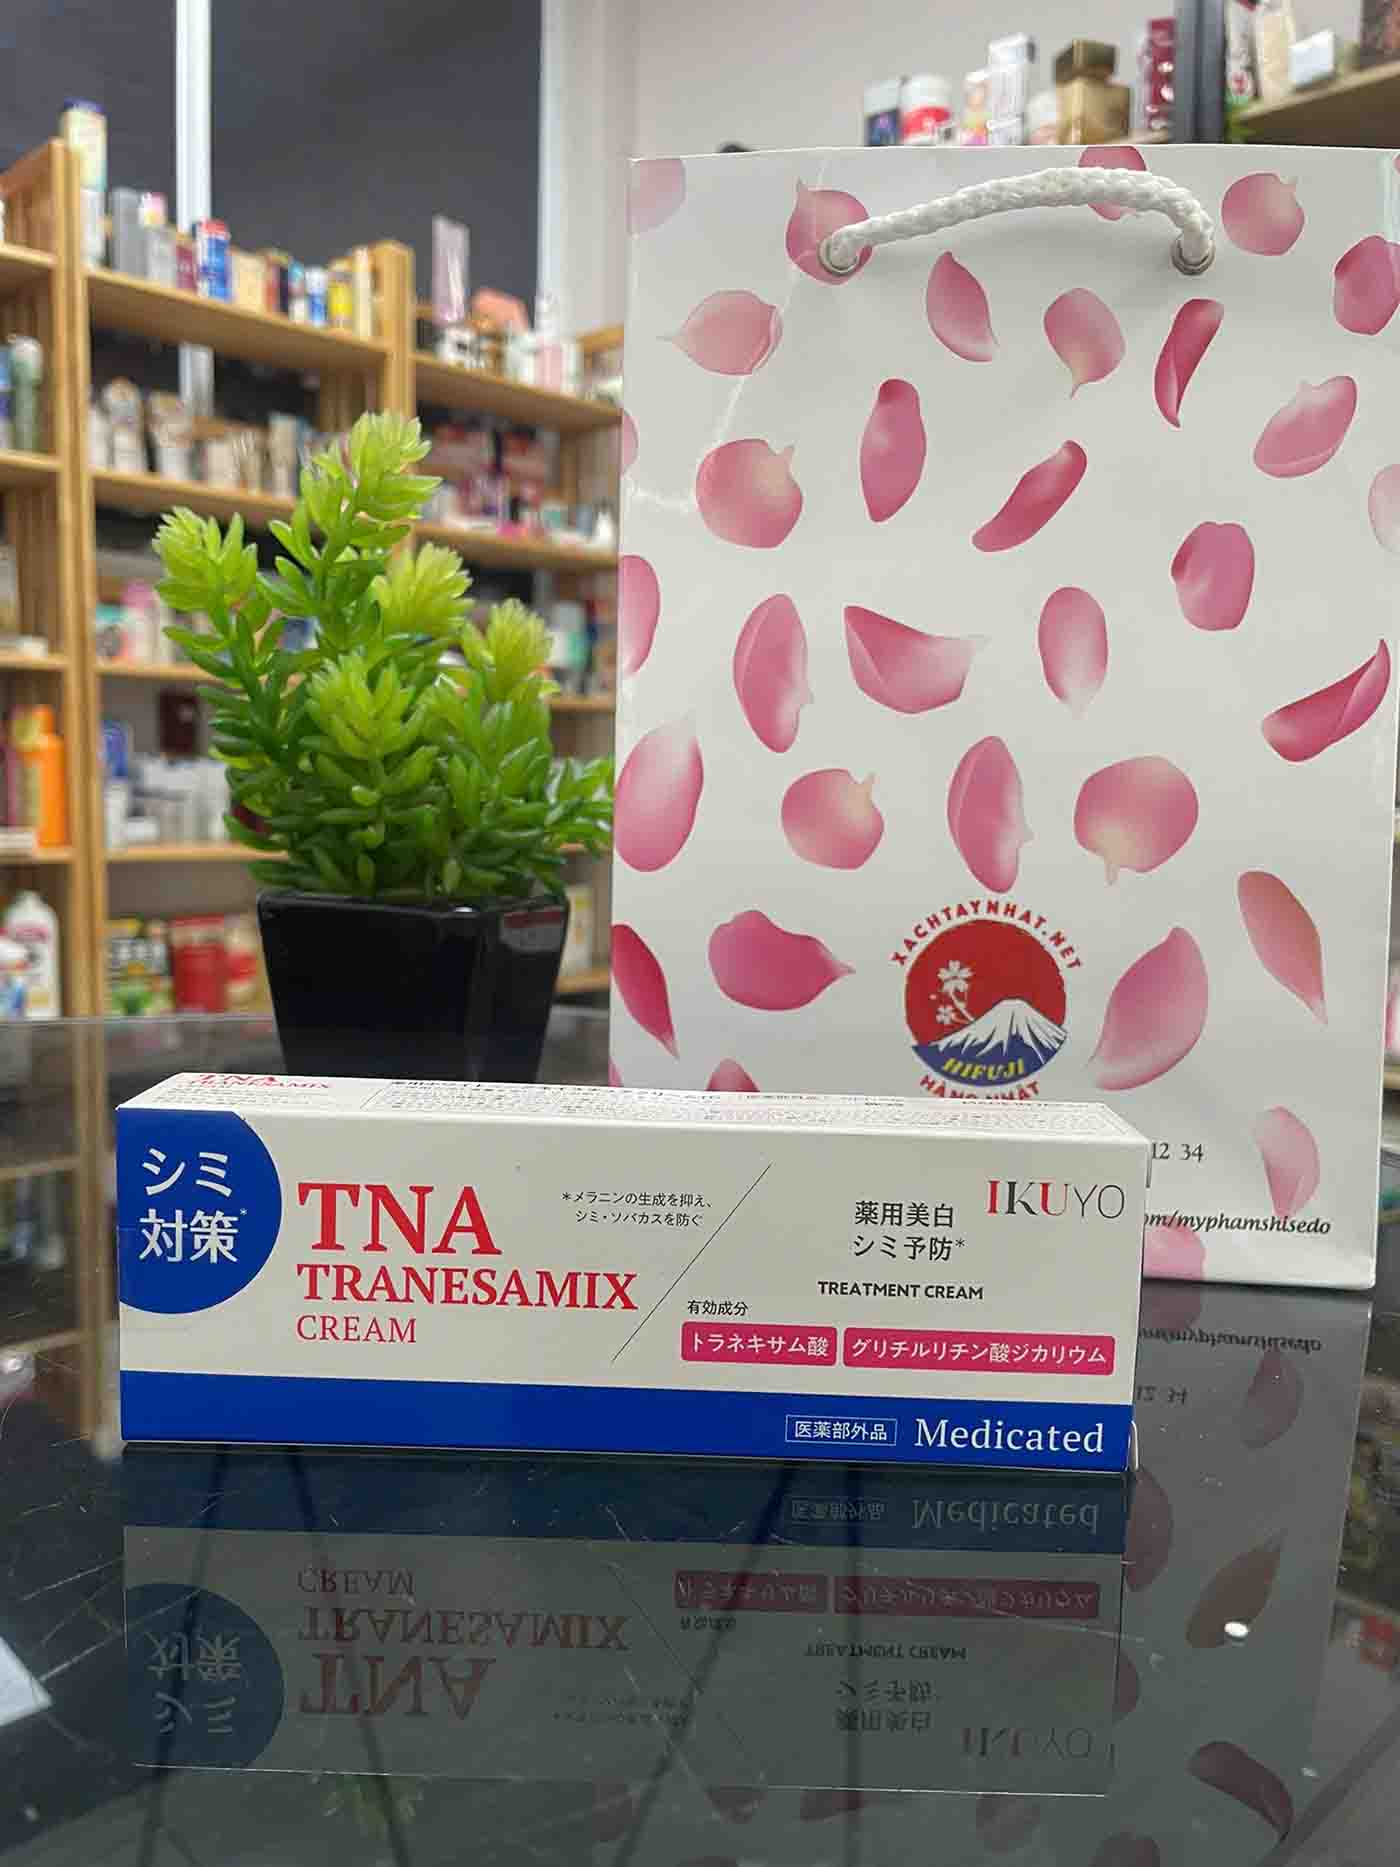 XACHTAYNHAT.NET
HIFUJI
HÀNG NHẬT
12 34
om/myphamshisedo
TNA
TRANESAMIX
シミ
対策*
TNA
TRANESAMIX
CREAM
*メラニンの生成を抑え、
シミ・ソバカスを防ぐ
IKUYO
薬用美白
シミ予防*
TREATMENT CREAM
有効成分
トラネキサム酸
グリチルリチン酸ジカリウム
医薬部外品
Medicated